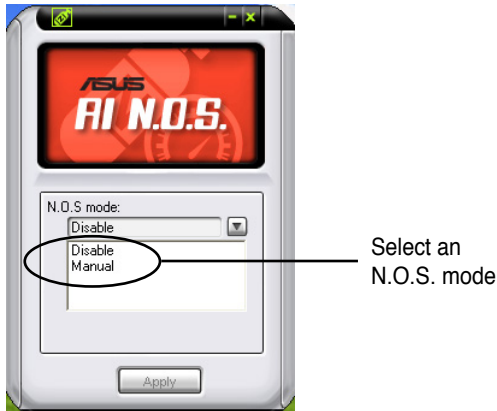 ASUS
AI N.O.S.
N.O.S mode:
Disable
Disable
Manual
Select an
N.O.S. mode
Apply